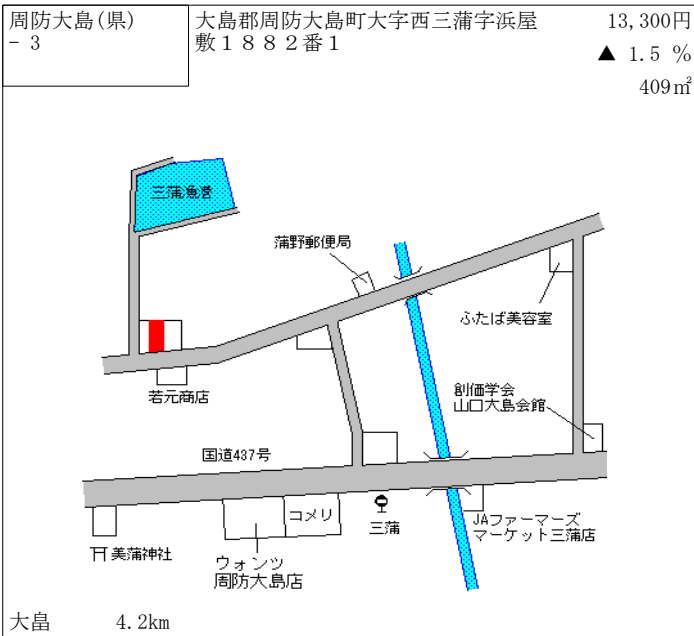 周防大島(県)
－3
大島郡周防大島町大字西三蒲字浜屋
敷１８８２番1
13,300円
▲ 1.5 %
409㎡
三蒲漁港
蒲野郵便局
ふたば美容室
若元商店
創価学会
山口大島会館
国道437号
コメリ
三蒲
JAファーマーズ
マーケット三蒲店
美蒲神社
ウォンツ
周防大島店
大畠 4.2km